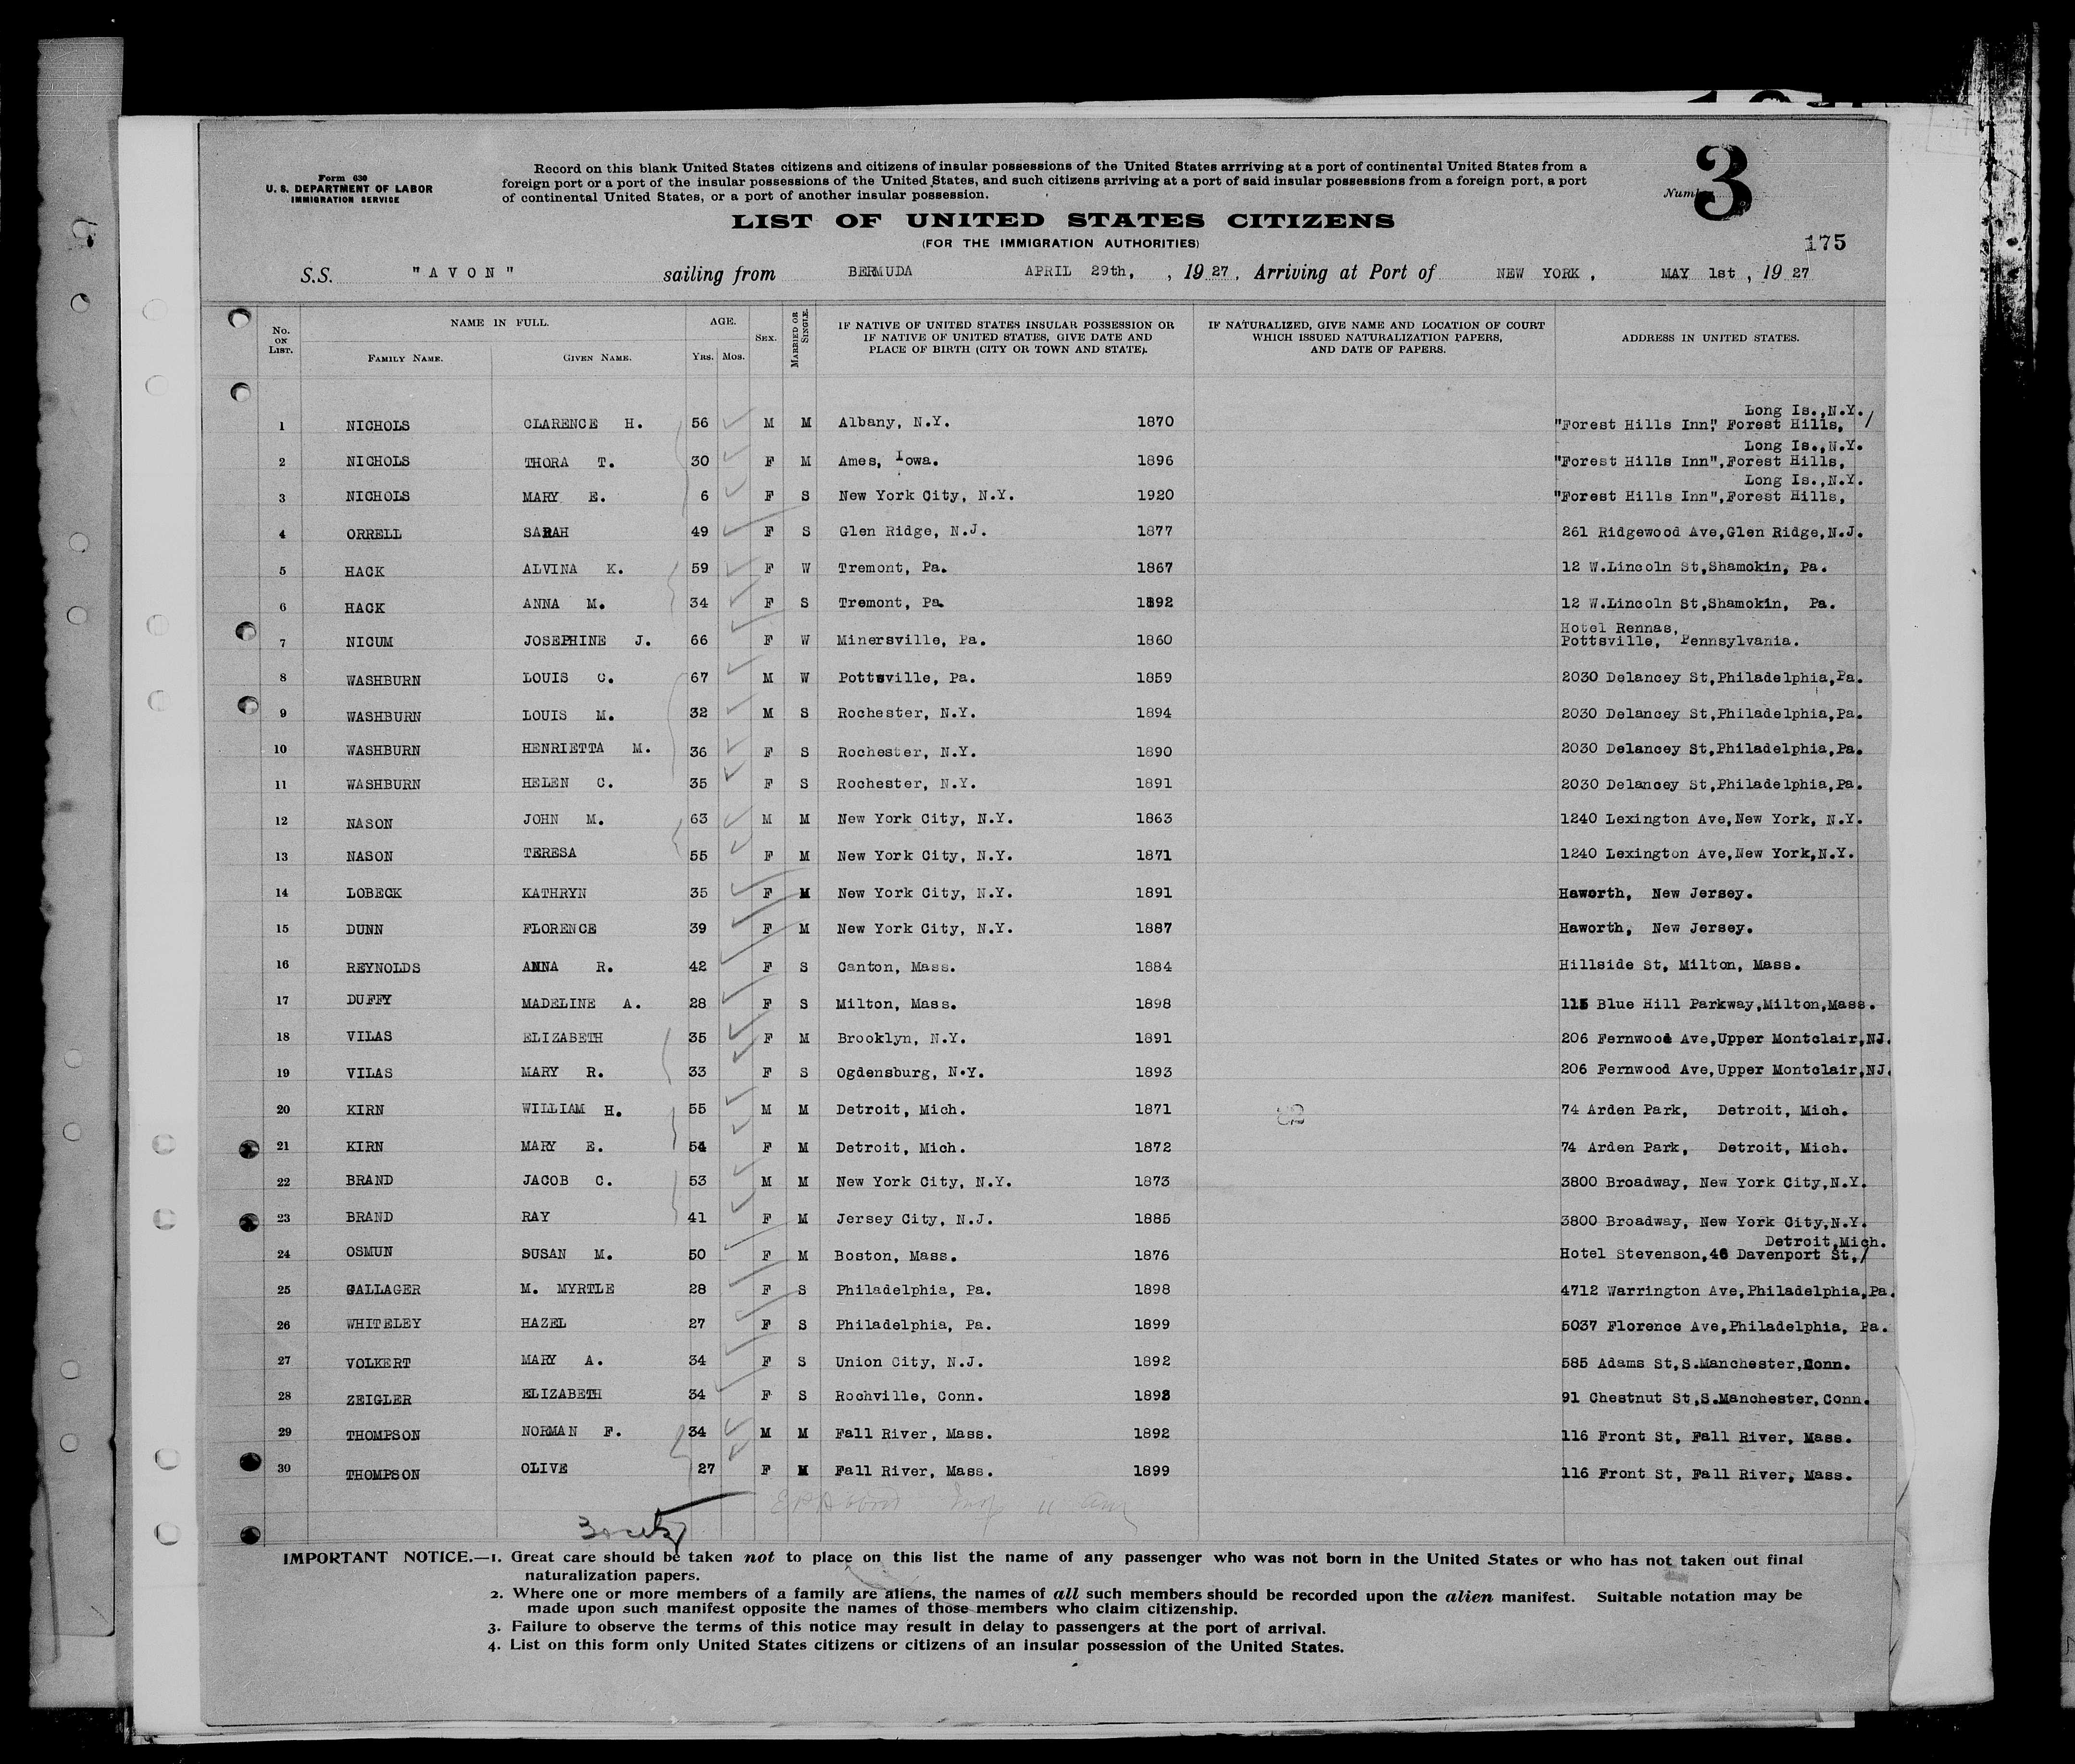 Form 630
U. S. DEPARTMENT OF LABOR
IMMIGRATION SERVICE
Record on this blank United States citizens and citizens of insular possessions of the United States arrriving at a port of continental United States from a
foreign port or a port of the insular possessions of the United States, and such citizens arriving at a port of said insular possessions from a foreign port, a port
of continental United States, or a port of another insular possession.
3
LIST OF UNITED STATES CITIZENS
(FOR THE IMMIGRATION AUTHORITIES)
175
S.S. "AVON" sailing from BERMUDA APRIL 29th, , 1927, Arriving at Port of NEW YORK, MAY 1st, 1927
No. ON LIST. NAME IN FULL. FAMILY NAME. GIVEN NAME. AGE. YRS. MOS. SEX. MARRIED OR SINGLE. IF NATIVE OF UNITED STATES INSULAR POSSESSION OR IF NATIVE OF UNITED STATES, GIVE DATE AND PLACE OF BIRTH (CITY OR TOWN AND STATE). IF NATURALIZED, GIVE NAME AND LOCATION OF COURT WHICH ISSUED NATURALIZATION PAPERS, AND DATE OF PAPERS. ADDRESS IN UNITED STATES.
1 NICHOLS CLARENCE H. 56 M M Albany, N.Y. 1870 "Forest Hills Inn", Forest Hills, / Long Is., N.Y.
2 NICHOLS THORA T. 30 F M Ames, Iowa. 1896 "Forest Hills Inn", Forest Hills, Long Is., N.Y.
3 NICHOLS MARY E. 6 F S New York City, N.Y. 1920 "Forest Hills Inn", Forest Hills, Long Is., N.Y.
4 ORRELL SARAH 49 F S Glen Ridge, N.J. 1877 261 Ridgewood Ave, Glen Ridge, N.J.
5 HACK ALVINA K. 59 F W Tremont, Pa. 1867 12 W.Lincoln St, Shamokin, Pa.
6 HACK ANNA M. 34 F S Tremont, Pa. 1892 12 W.Lincoln St, Shamokin, Pa.
7 NICUM JOSEPHINE J. 66 F W Minersville, Pa. 1860 Hotel Rennas, Pottsville, Pennsylvania.
8 WASHBURN LOUIS C. 67 M W Pottsville, Pa. 1859 2030 Delancey St, Philadelphia, Pa.
9 WASHBURN LOUIS M. 32 M S Rochester, N.Y. 1894 2030 Delancey St, Philadelphia, Pa.
10 WASHBURN HENRIETTA M. 36 F S Rochester, N.Y. 1890 2030 Delancey St, Philadelphia, Pa.
11 WASHBURN HELEN C. 35 F S Rochester, N.Y. 1891 2030 Delancey St, Philadelphia, Pa.
12 NASON JOHN M. 63 M M New York City, N.Y. 1863 1240 Lexington Ave, New York, N.Y.
13 NASON TERESA 55 F M New York City, N.Y. 1871 1240 Lexington Ave, New York, N.Y.
14 LOBECK KATHRYN 35 F M New York City, N.Y. 1891 Haworth, New Jersey.
15 DUNN FLORENCE 39 F M New York City, N.Y. 1887 Haworth, New Jersey.
16 REYNOLDS ANNA R. 42 F S Canton, Mass. 1884 Hillside St, Milton, Mass.
17 DUFFY MADELINE A. 28 F S Milton, Mass. 1898 115 Blue Hill Parkway, Milton, Mass.
18 VILAS ELIZABETH 35 F M Brooklyn, N.Y. 1891 206 Fernwood Ave, Upper Montclair, NJ.
19 VILAS MARY R. 33 F S Ogdensburg, N.Y. 1893 206 Fernwood Ave, Upper Montclair, NJ.
20 KIRN WILLIAM H. 55 M M Detroit, Mich. 1871 74 Arden Park, Detroit, Mich.
21 KIRN MARY E. 54 F M Detroit, Mich. 1872 74 Arden Park, Detroit, Mich.
22 BRAND JACOB C. 53 M M New York City, N.Y. 1873 3800 Broadway, New York City, N.Y.
23 BRAND RAY 41 F M Jersey City, N.J. 1885 3800 Broadway, New York City, N.Y.
24 OSMUN SUSAN M. 50 F M Boston, Mass. 1876 Hotel Stevenson, 46 Davenport St, / Detroit, Mich.
25 GALLAGER M. MYRTLE 28 F S Philadelphia, Pa. 1898 4712 Warrington Ave, Philadelphia, Pa.
26 WHITELEY HAZEL 27 F S Philadelphia, Pa. 1899 5037 Florence Ave, Philadelphia, Pa.
27 VOLKERT MARY A. 34 F S Union City, N.J. 1892 585 Adams St, S.Manchester, Conn.
28 ZEIGLER ELIZABETH 34 F S Rochville, Conn. 1892 91 Chestnut St, S.Manchester, Conn.
29 THOMPSON NORMAN F. 34 M M Fall River, Mass. 1892 116 Front St, Fall River, Mass.
30 THOMPSON OLIVE 27 F M Fall River, Mass. 1899 116 Front St, Fall River, Mass.
IMPORTANT NOTICE.—1. Great care should be taken not to place on this list the name of any passenger who was not born in the United States or who has not taken out final
naturalization papers.
2. Where one or more members of a family are aliens, the names of all such members should be recorded upon the alien manifest. Suitable notation may be
made upon such manifest opposite the names of those members who claim citizenship.
3. Failure to observe the terms of this notice may result in delay to passengers at the port of arrival.
4. List on this form only United States citizens or citizens of an insular possession of the United States.